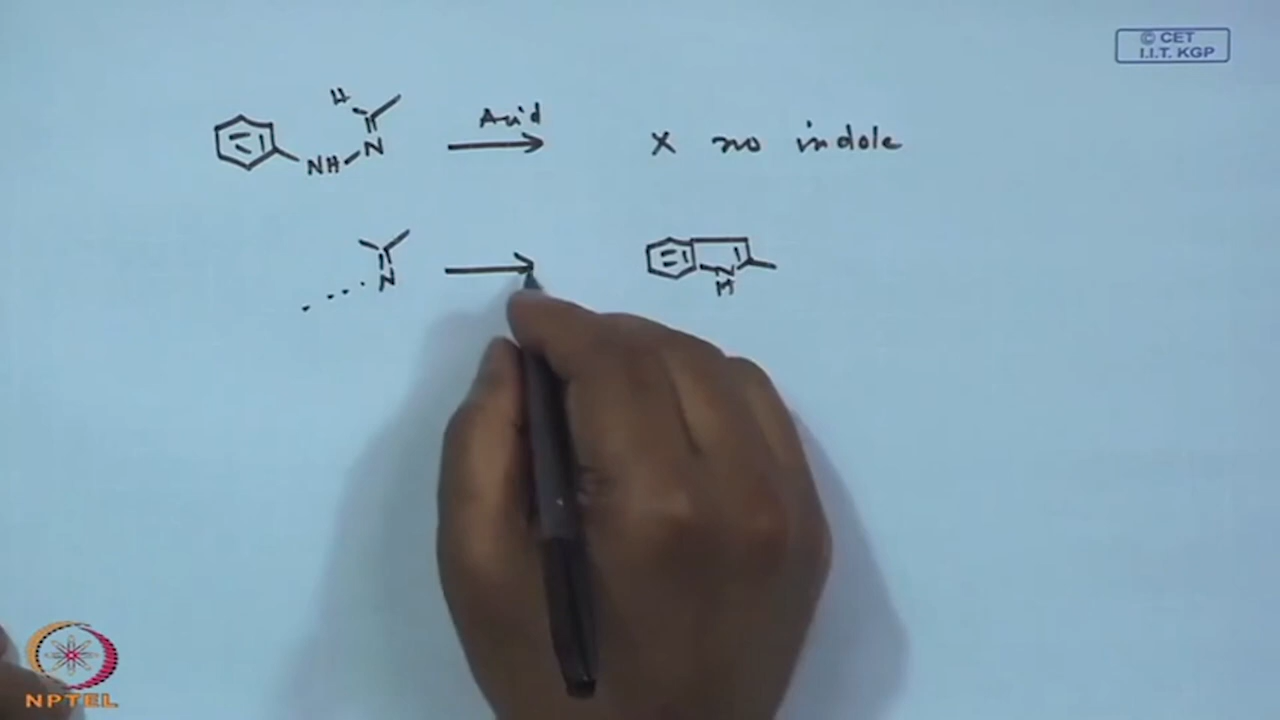 © CET
I.I.T. KGP
H
Acid
NH N
X no indole
N
N
H
NPTEL